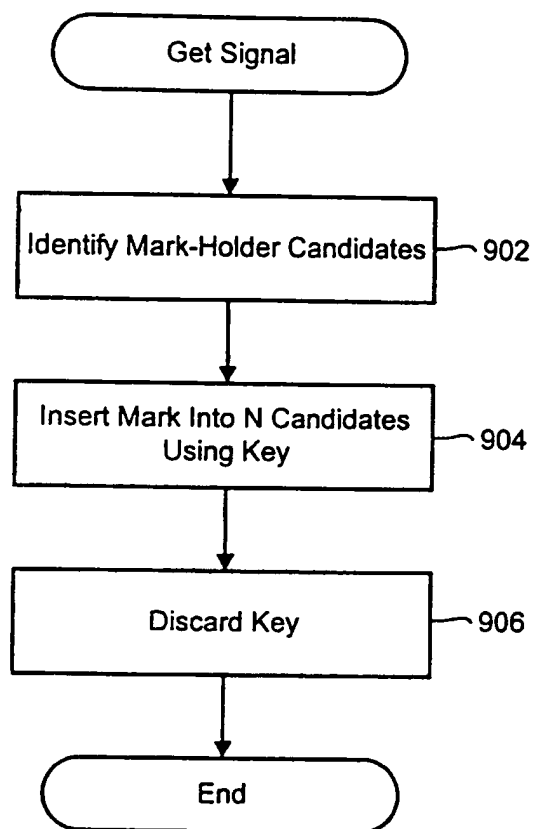 Get Signal
Identify Mark-Holder Candidates
902
Insert Mark Into N Candidates
Using Key
904
Discard Key
906
End